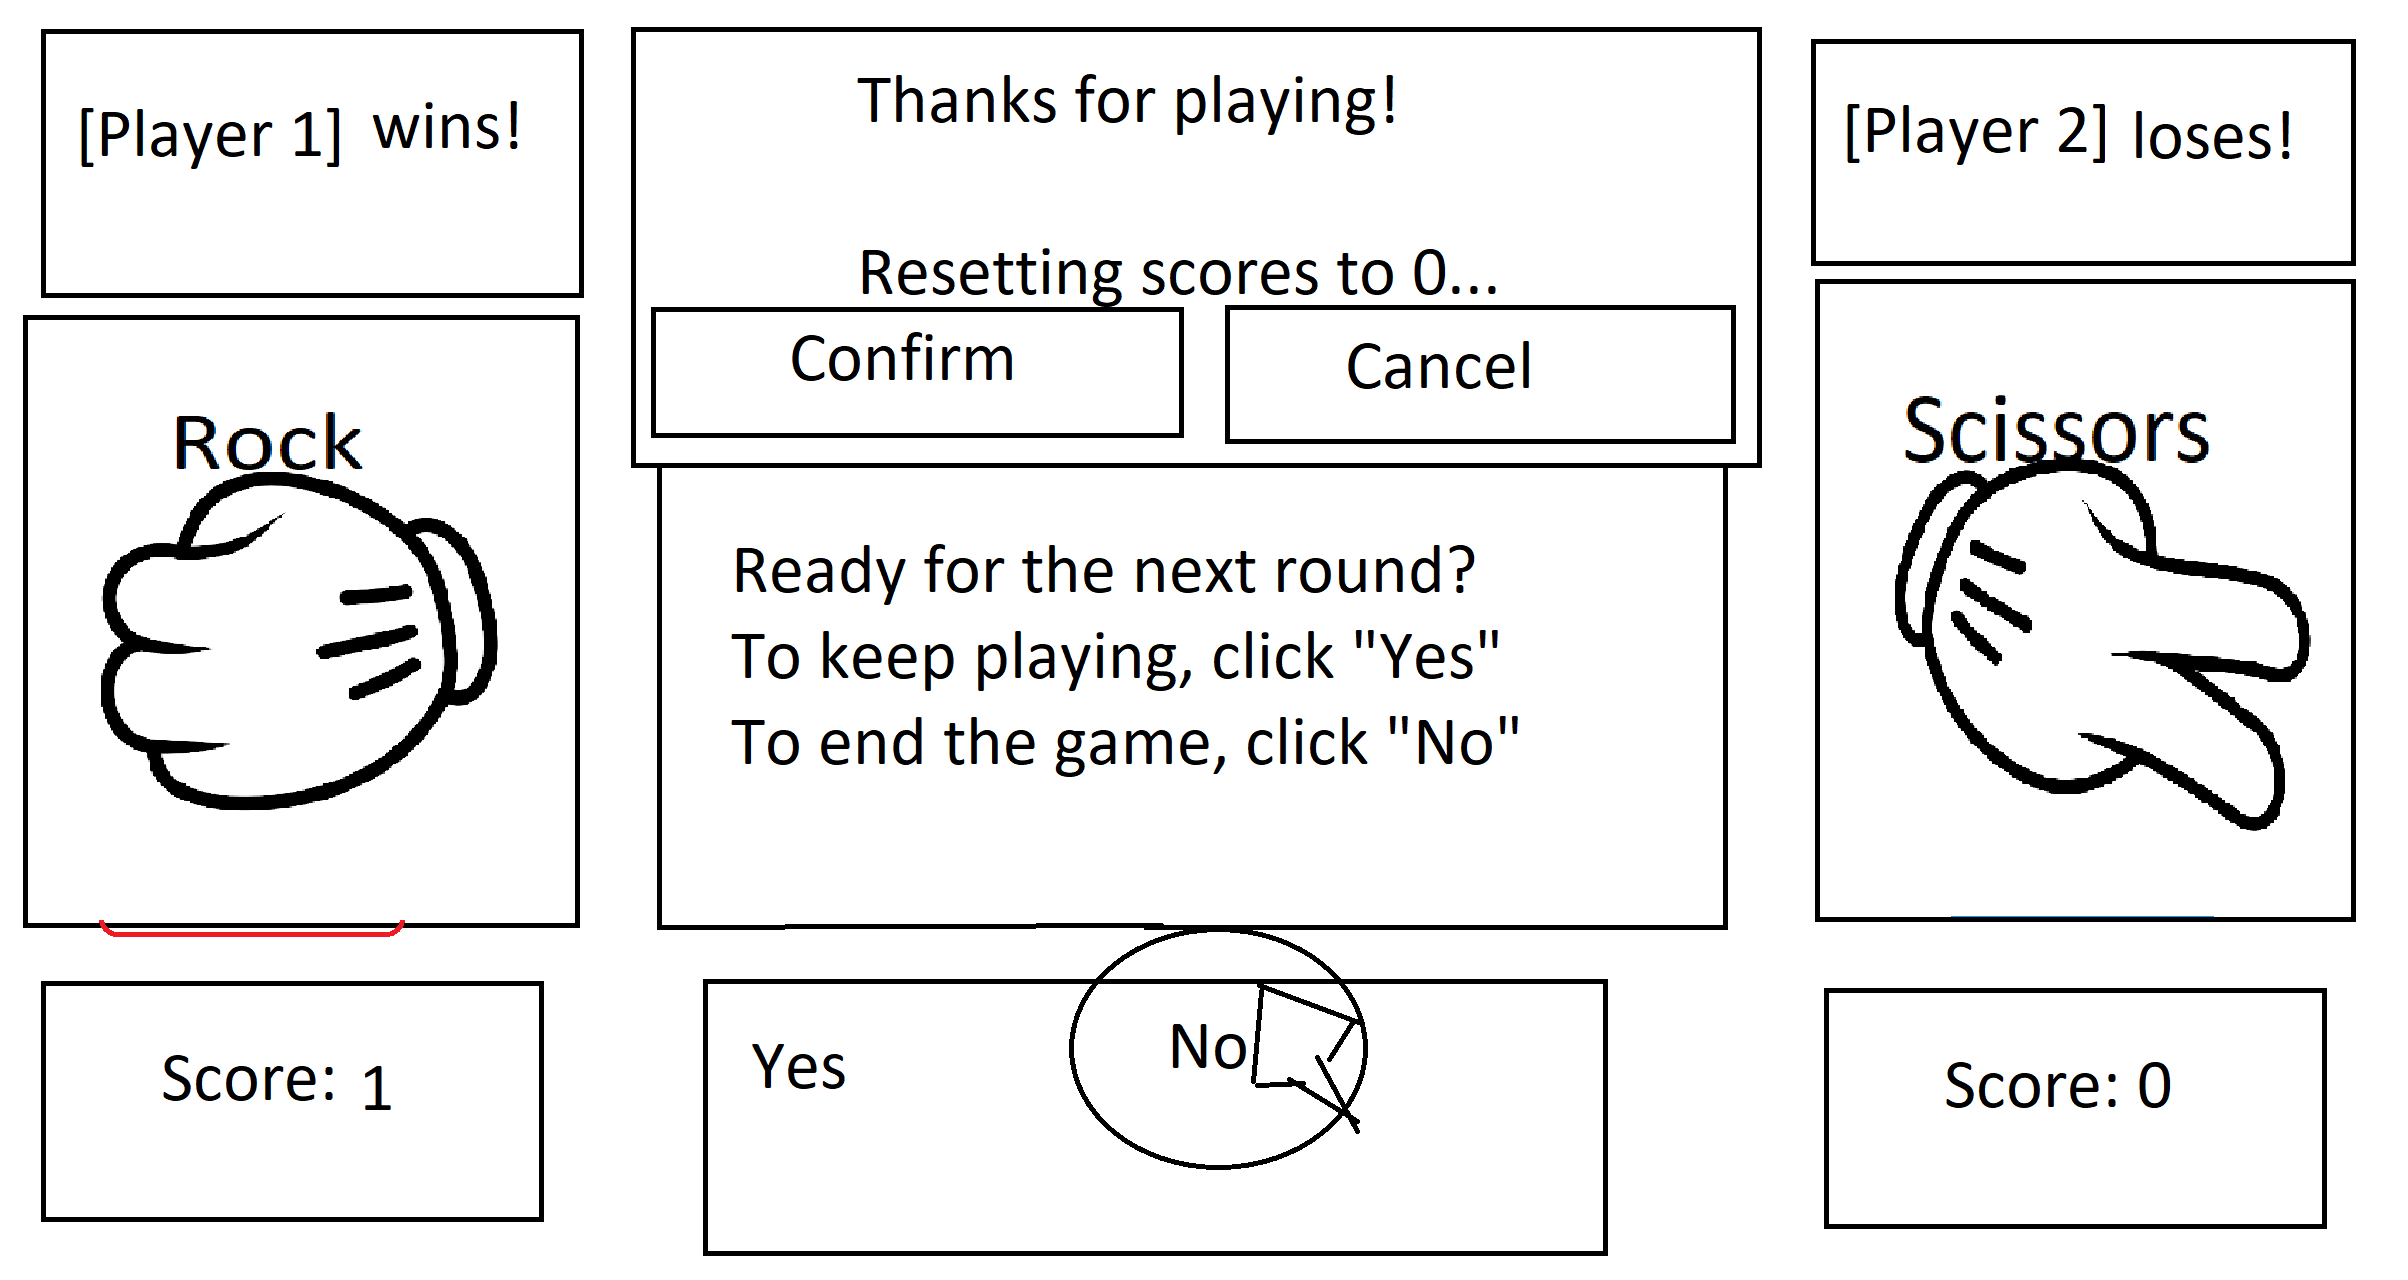 [Player 1] wins!
Thanks for playing!
Resetting scores to 0...
Confirm
Cancel
[Player 2] loses!
Rock
Scissors
Ready for the next round?
To keep playing, click "Yes"
To end the game, click "No"
Score: 1
Yes
No
Score: 0